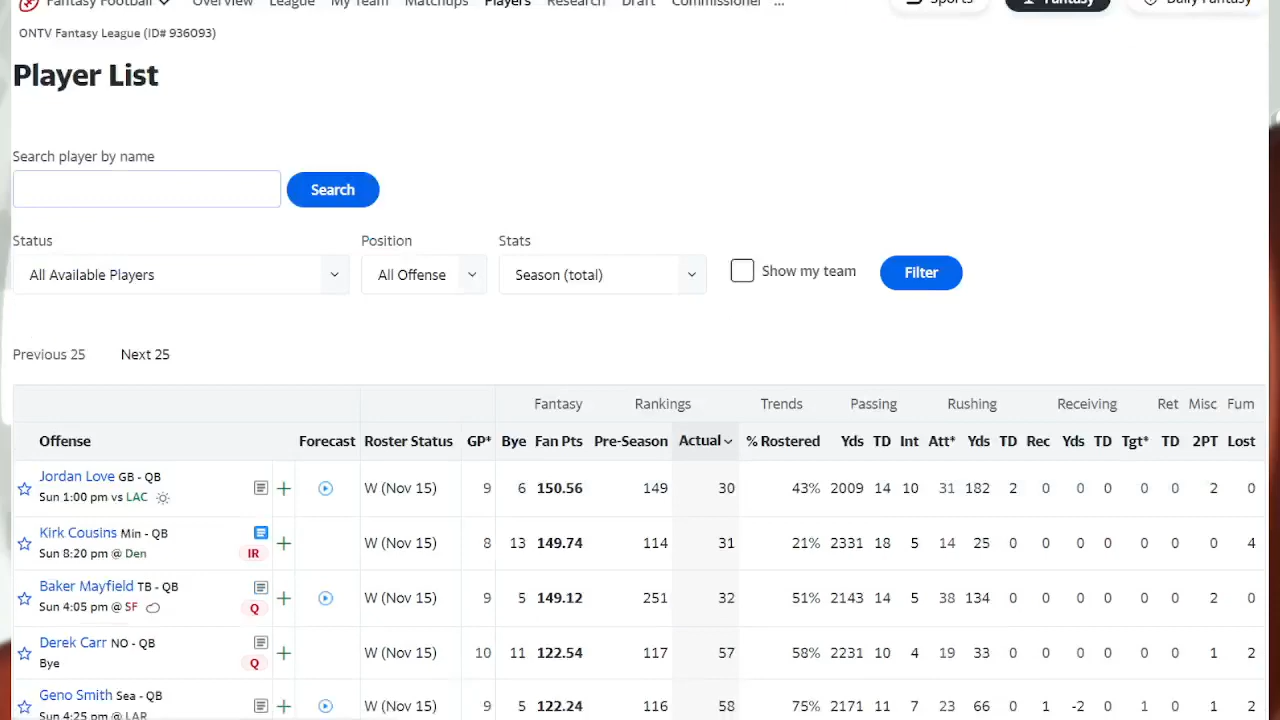 Fantasy Football Overview League My Team Matchups Players Research Draft Commissioner ... Sports Fantasy Daily Fantasy
ONTV Fantasy League (ID# 936093)
Player List
Search player by name
Search
Status Position Stats
All Available Players All Offense Season (total) Show my team Filter
Previous 25 Next 25
Fantasy Rankings Trends Passing Rushing Receiving Ret Misc Fum
Offense Forecast Roster Status GP* Bye Fan Pts Pre-Season Actual % Rostered Yds TD Int Att* Yds TD Rec Yds TD Tgt* TD 2PT Lost
Jordan Love GB - QB
Sun 1:00 pm vs LAC W (Nov 15) 9 6 150.56 149 30 43% 2009 14 10 31 182 2 0 0 0 0 0 2 0
Kirk Cousins Min - QB
Sun 8:20 pm @ Den IR W (Nov 15) 8 13 149.74 114 31 21% 2331 18 5 14 25 0 0 0 0 0 0 0 4
Baker Mayfield TB - QB
Sun 4:05 pm @ SF Q W (Nov 15) 9 5 149.12 251 32 51% 2143 14 5 38 134 0 0 0 0 0 0 2 0
Derek Carr NO - QB
Bye Q W (Nov 15) 10 11 122.54 117 57 58% 2231 10 4 19 33 0 0 0 0 0 0 1 2
Geno Smith Sea - QB
Sun 4:25 pm @ LAR W (Nov 15) 9 5 122.24 116 58 75% 2171 11 7 23 66 0 1 -2 0 1 0 1 2